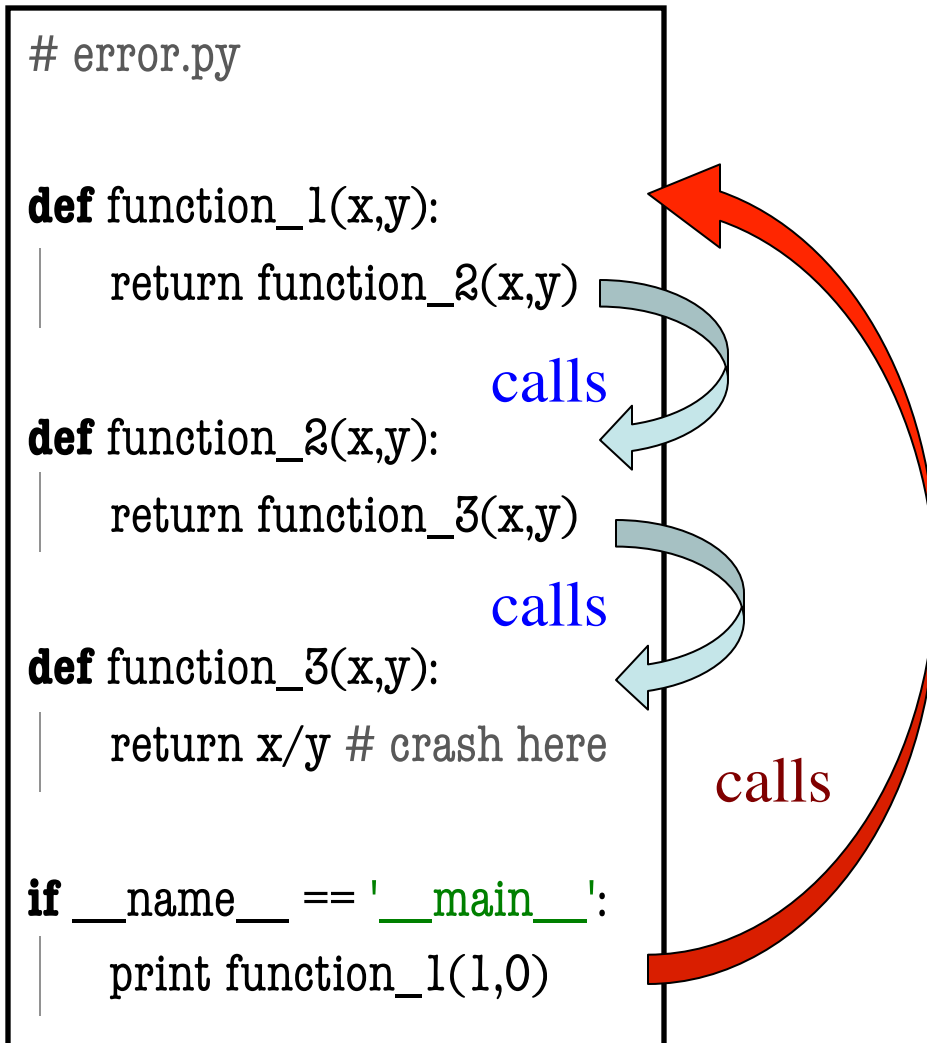 # error.py
def function_1(x,y):
return function_2(x,y)
calls
def function_2(x,y):
return function_3(x,y)
calls
def function_3(x,y):
return x/y # crash here
calls
if __name__ == '__main__':
print function_1(1,0)